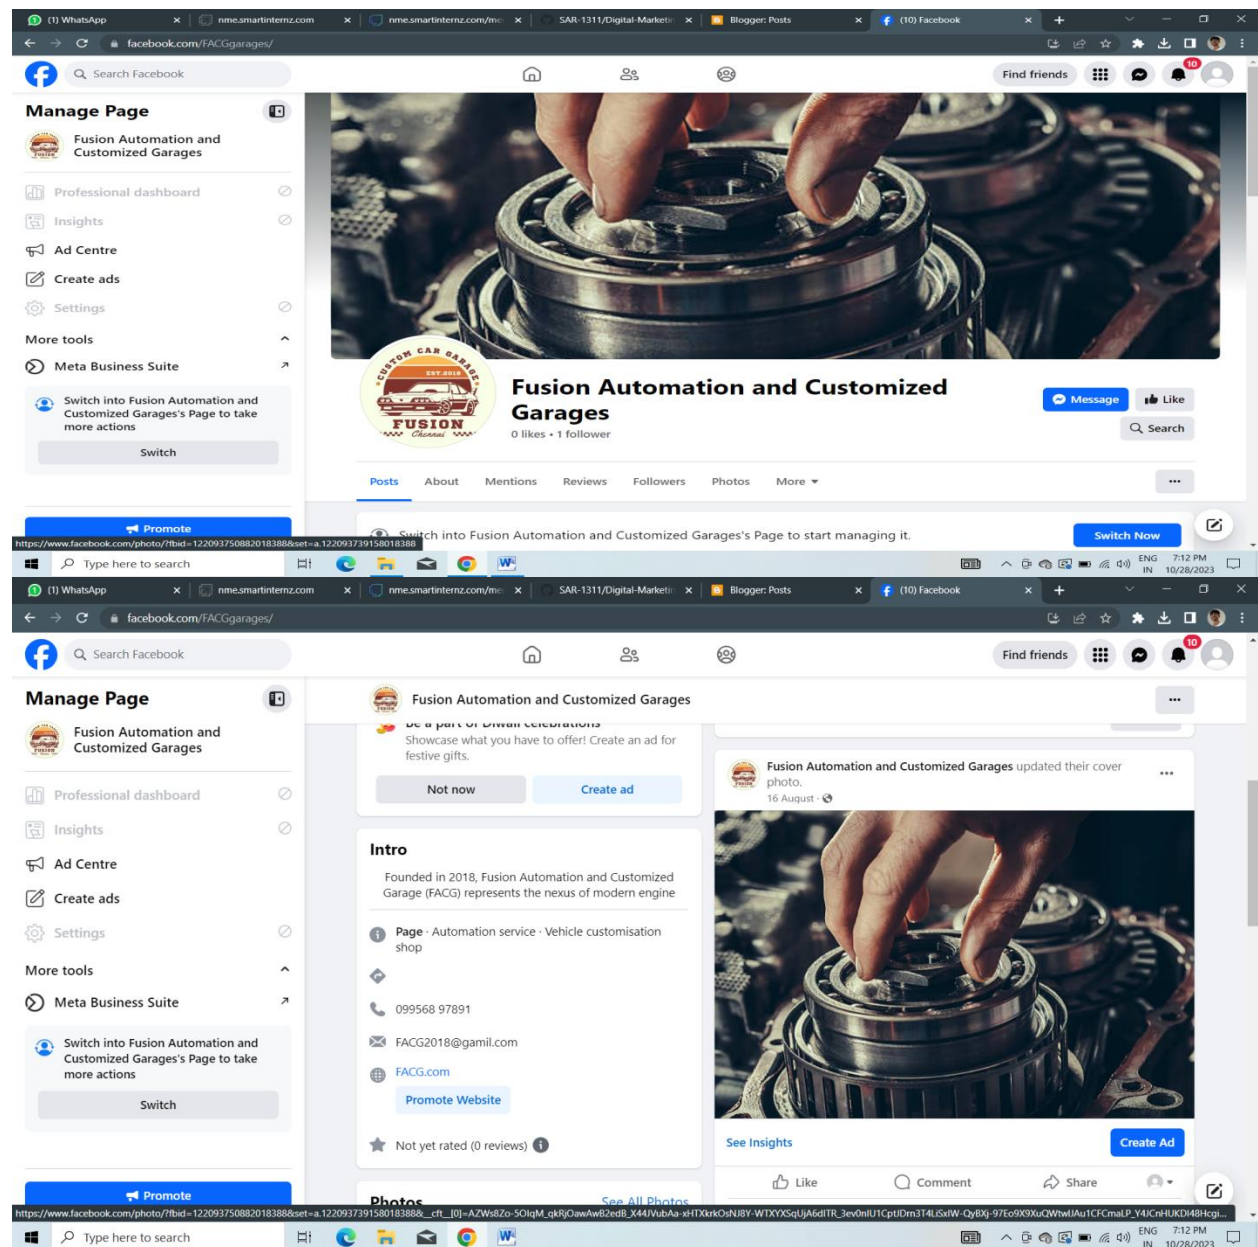 (1) WhatsApp
nme.smartinternz.com
nme.smartinternz.com/me
SAR-1311/Digital-Marketin
Blogger: Posts
(10) Facebook
facebook.com/FACGgarages/
Search Facebook
Find friends
10
Manage Page
Fusion Automation and
Customized Garages
Professional dashboard
Insights
Ad Centre
Create ads
Settings
More tools
Meta Business Suite
Switch into Fusion Automation and
Customized Garages's Page to take
more actions
Switch
Promote
CUSTOM CAR GARAGE
EST.2018
FUSION
Chennai
Fusion Automation and Customized
Garages
0 likes • 1 follower
Message
Like
Search
Posts About Mentions Reviews Followers Photos More
Switch into Fusion Automation and Customized Garages's Page to start managing it.
Switch Now
https://www.facebook.com/photo/?fbid=122093750882018388&set=a.122093739158018388
Type here to search
ENG
IN
7:12 PM
10/28/2023
(1) WhatsApp
nme.smartinternz.com
nme.smartinternz.com/me
SAR-1311/Digital-Marketin
Blogger: Posts
(10) Facebook
facebook.com/FACGgarages/
Search Facebook
Find friends
10
Manage Page
Fusion Automation and
Customized Garages
Professional dashboard
Insights
Ad Centre
Create ads
Settings
More tools
Meta Business Suite
Switch into Fusion Automation and
Customized Garages's Page to take
more actions
Switch
Promote
Fusion Automation and Customized Garages
Be a part of Diwali celebrations
Showcase what you have to offer! Create an ad for
festive gifts.
Not now
Create ad
Intro
Founded in 2018, Fusion Automation and Customized
Garage (FACG) represents the nexus of modern engine
Page · Automation service · Vehicle customisation
shop
099568 97891
FACG2018@gamil.com
FACG.com
Promote Website
Not yet rated (0 reviews)
Photos
See All Photos
Fusion Automation and Customized Garages updated their cover
photo.
16 August
See Insights
Create Ad
Like
Comment
Share
Type here to search
ENG
IN
7:12 PM
10/28/2023